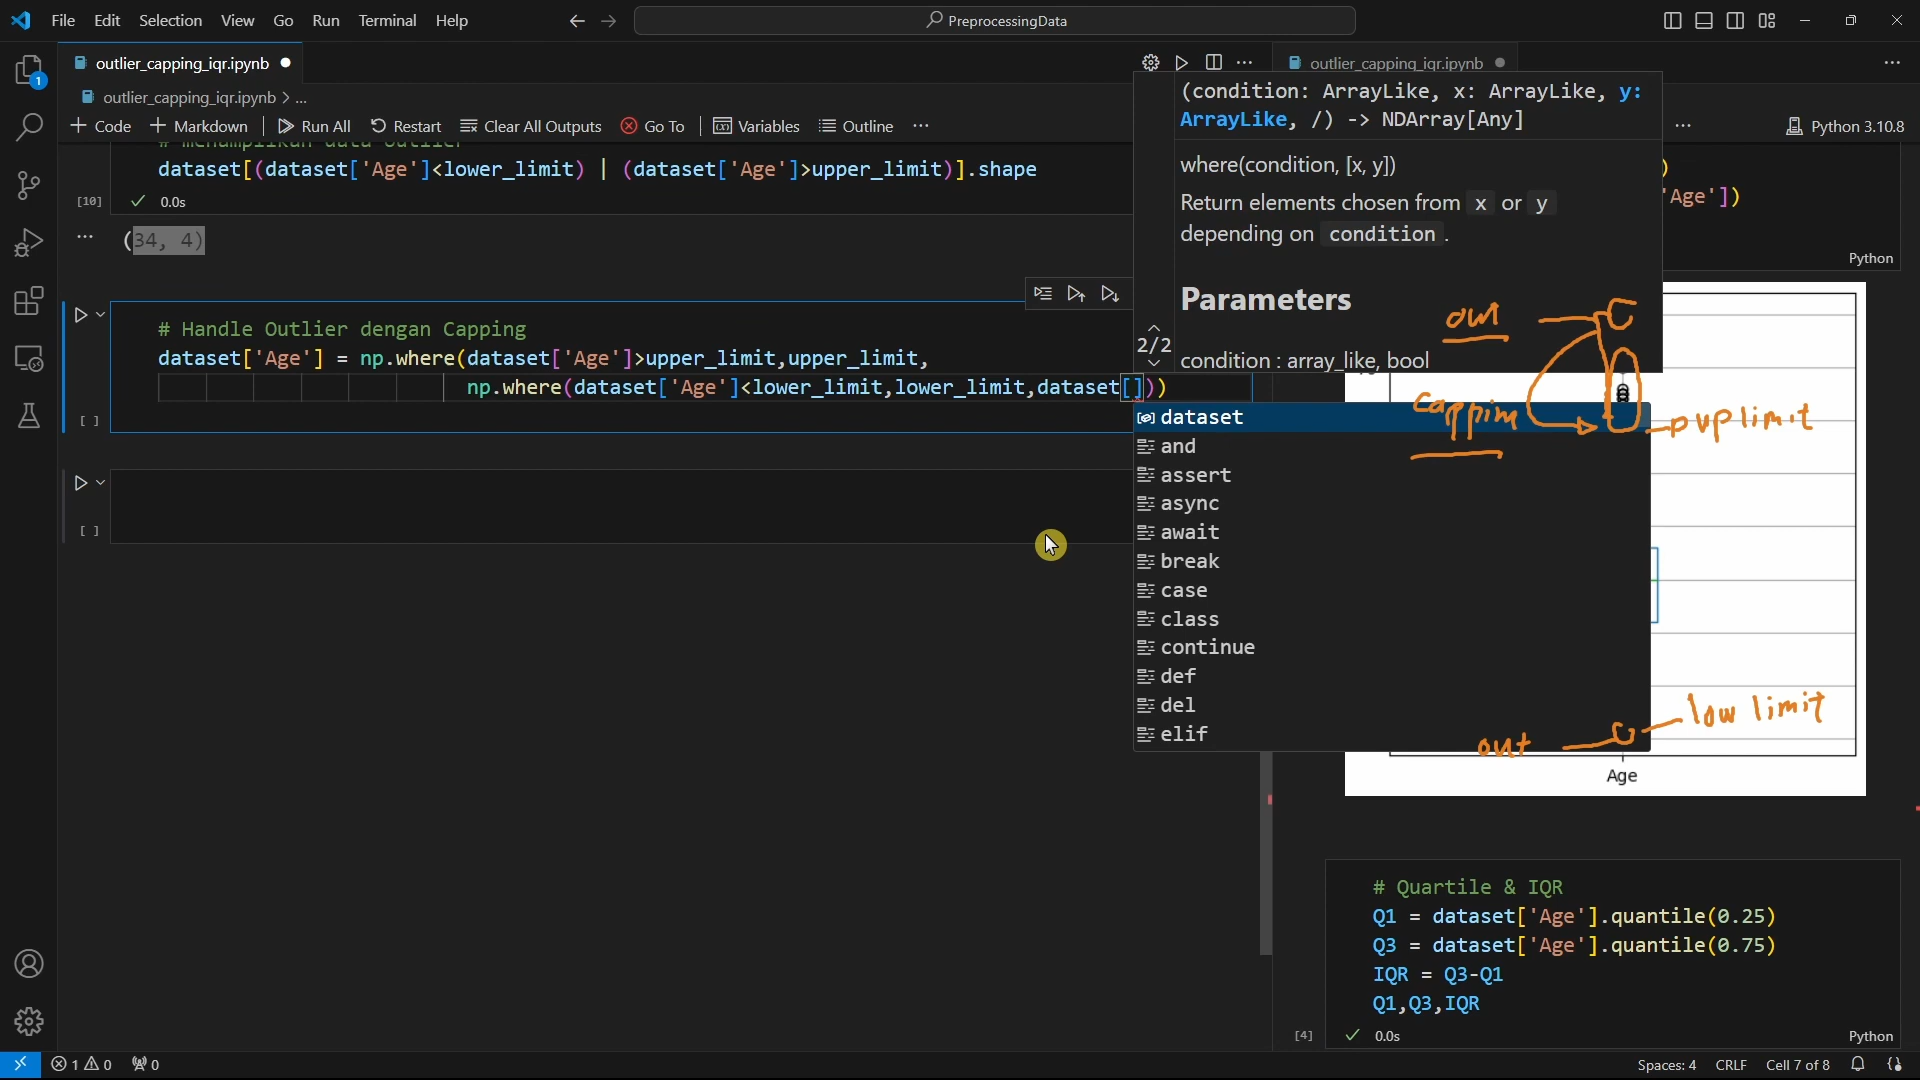 File Edit Selection View Go Run Terminal Help
PreprocessingData
outlier_capping_iqr.ipynb
outlier_capping_iqr.ipynb > ...
+ Code + Markdown Run All Restart Clear All Outputs Go To Variables Outline ...
dataset[(dataset['Age']<lower_limit) | (dataset['Age']>upper_limit)].shape
[10] 0.0s
... (34, 4)
# Handle Outlier dengan Capping
dataset['Age'] = np.where(dataset['Age']>upper_limit,upper_limit,
np.where(dataset['Age']<lower_limit,lower_limit,dataset[]))
[ ]
[ ]
(condition: ArrayLike, x: ArrayLike, y:
ArrayLike, /) -> NDArray[Any]
where(condition, [x, y])
Return elements chosen from x or y
depending on condition .
Parameters
2/2
condition : array_like, bool
dataset
and
assert
async
await
break
case
class
continue
def
del
elif
outlier_capping_iqr.ipynb
...
... Python 3.10.8
)
'Age'])
Python
out
Capping
low limit
out
Age
# Quartile & IQR
Q1 = dataset['Age'].quantile(0.25)
Q3 = dataset['Age'].quantile(0.75)
IQR = Q3-Q1
Q1,Q3,IQR
[4] 0.0s Python
1 0 0
Spaces: 4 CRLF Cell 7 of 8